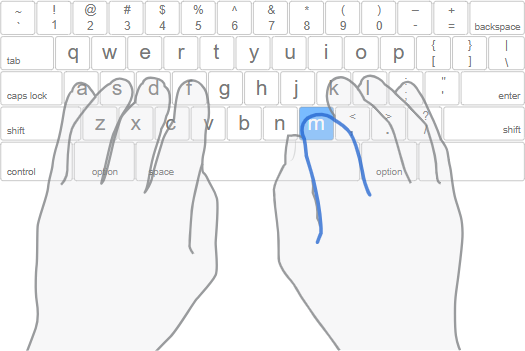 ~ ` ! 1 @ 2 # 3 $ 4 % 5 ^ 6 & 7 * 8 ( 9 ) 0 – - + = backspace
tab q w e r t y u i o p { [ } ] | \
caps lock a s d f g h j k l : ; " ' enter
shift z x c v b n m < , > . ? / shift
control option space option